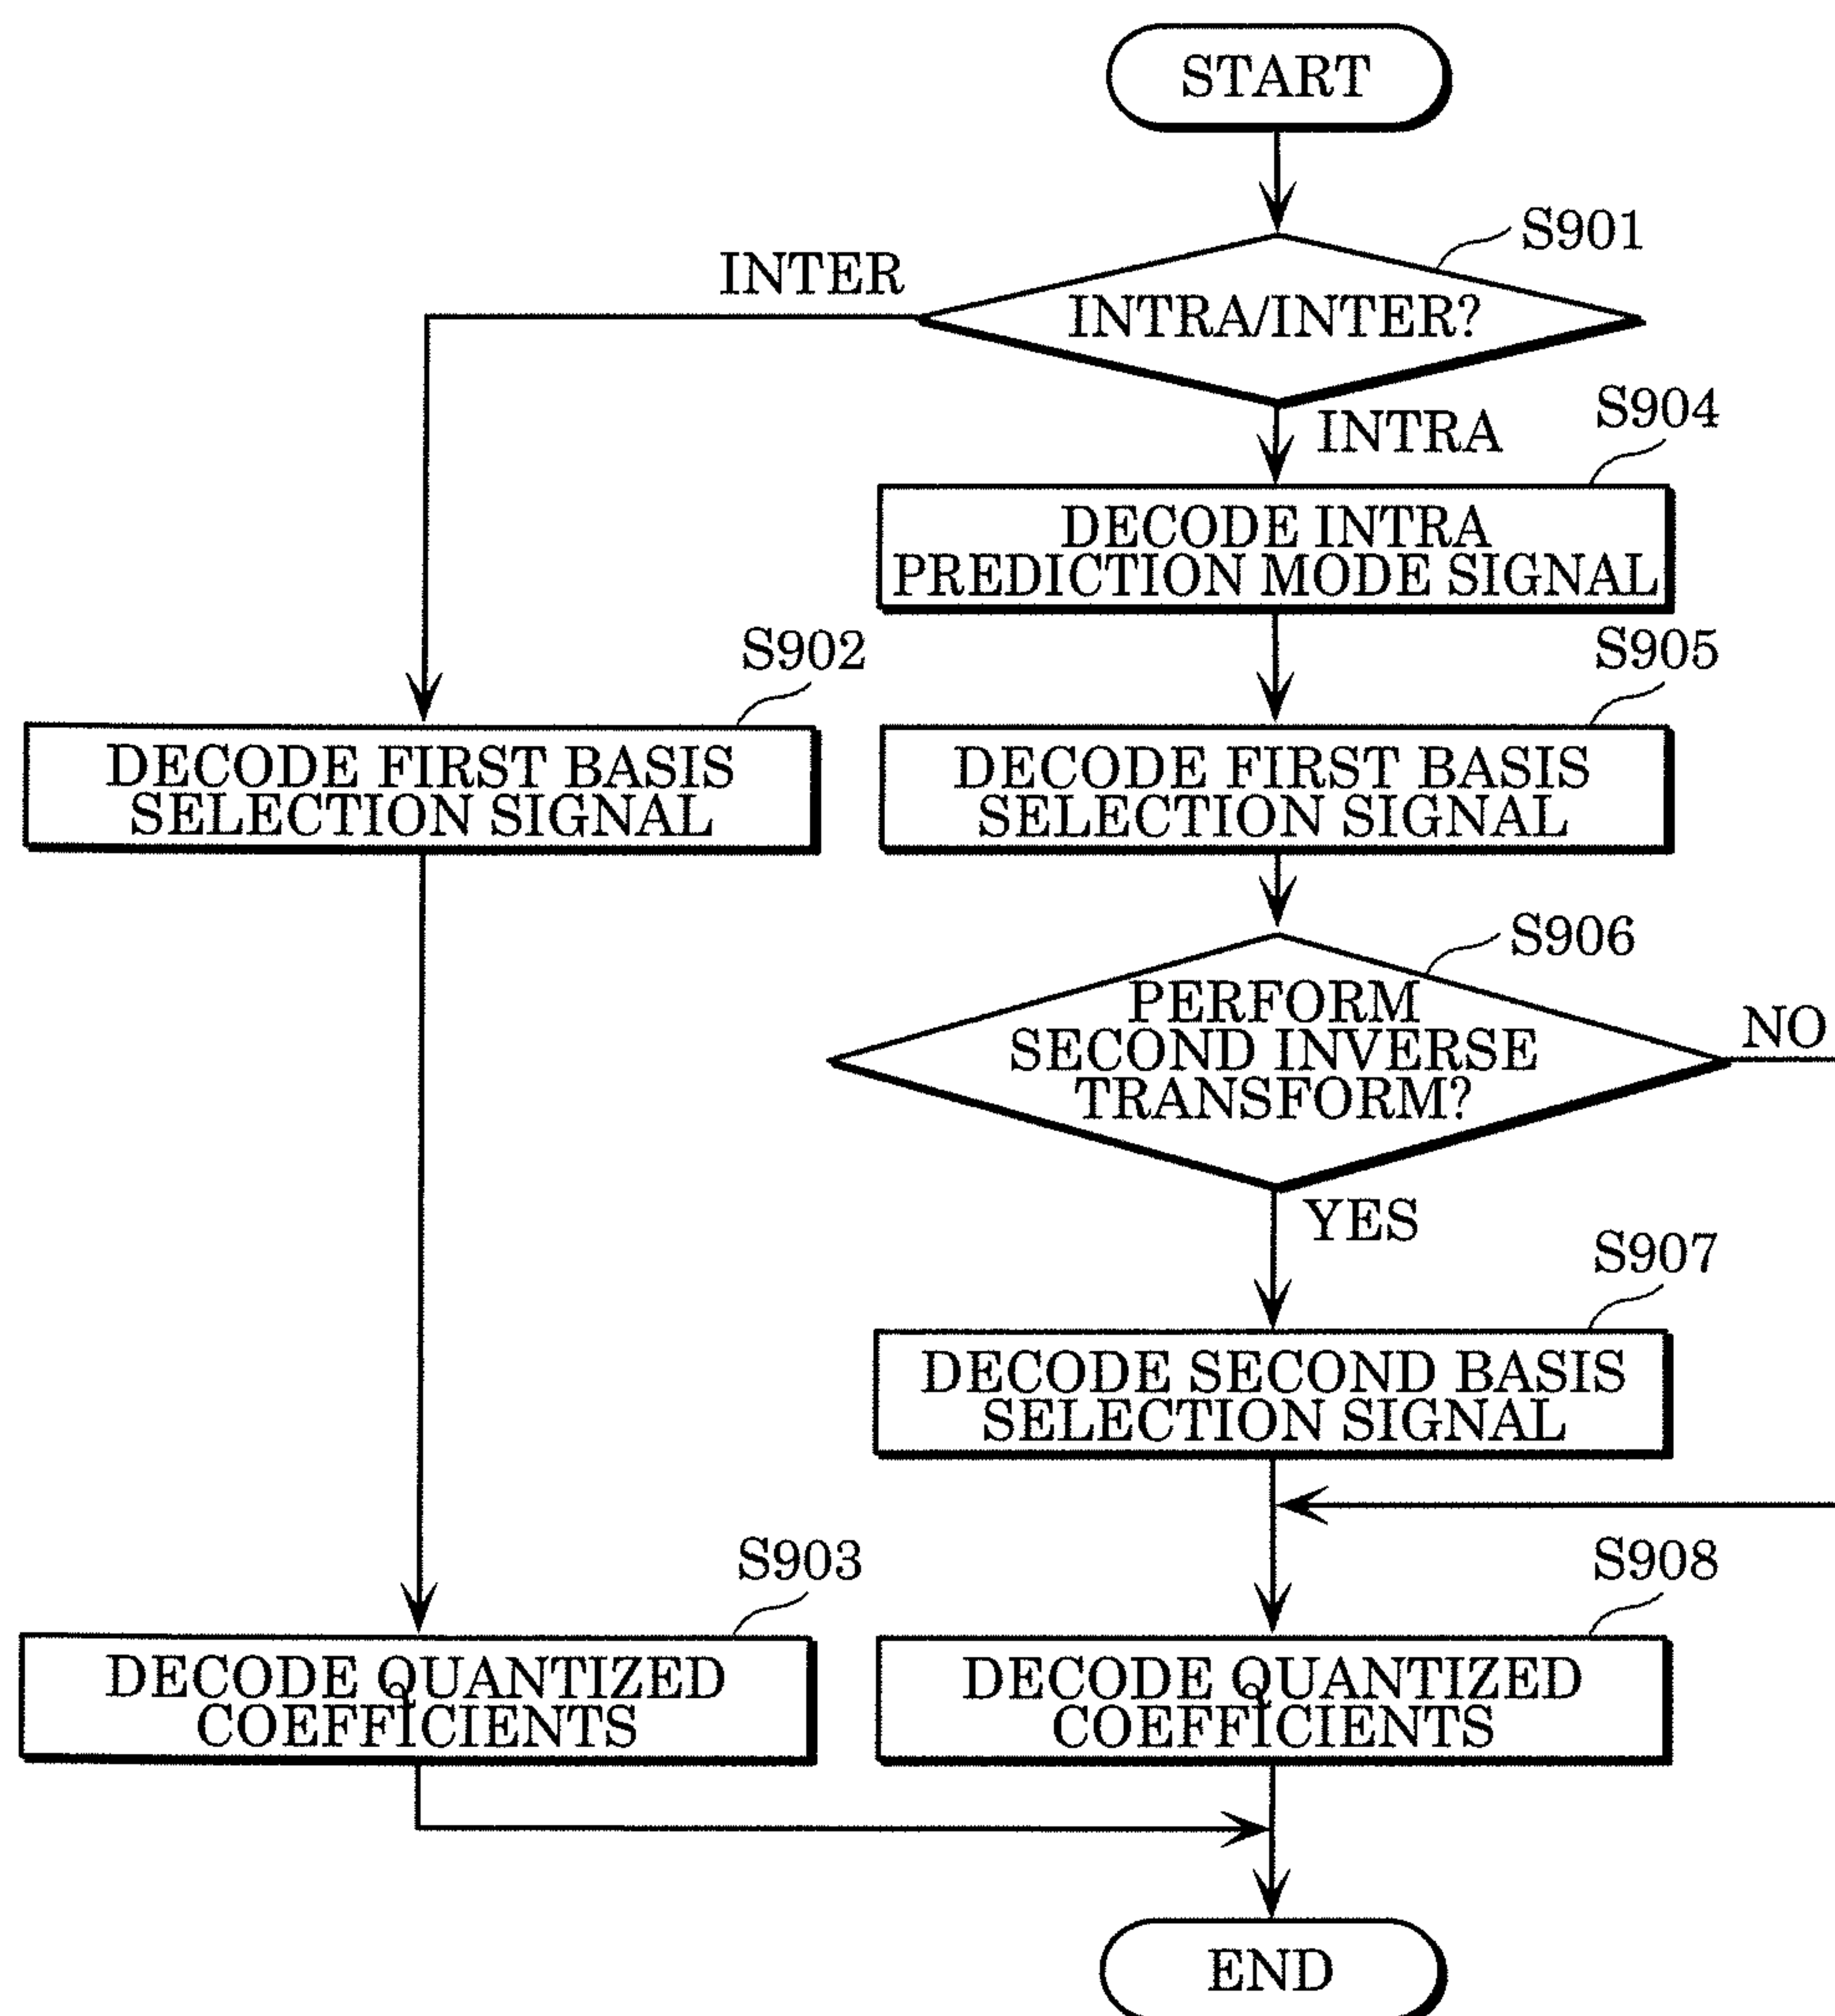 START
S901
INTER
INTRA/INTER?
INTRA
S904
DECODE INTRA
PREDICTION MODE SIGNAL
S902
DECODE FIRST BASIS
SELECTION SIGNAL
S905
DECODE FIRST BASIS
SELECTION SIGNAL
S906
PERFORM
SECOND INVERSE
TRANSFORM?
NO
YES
S907
DECODE SECOND BASIS
SELECTION SIGNAL
S903
DECODE QUANTIZED
COEFFICIENTS
S908
DECODE QUANTIZED
COEFFICIENTS
END